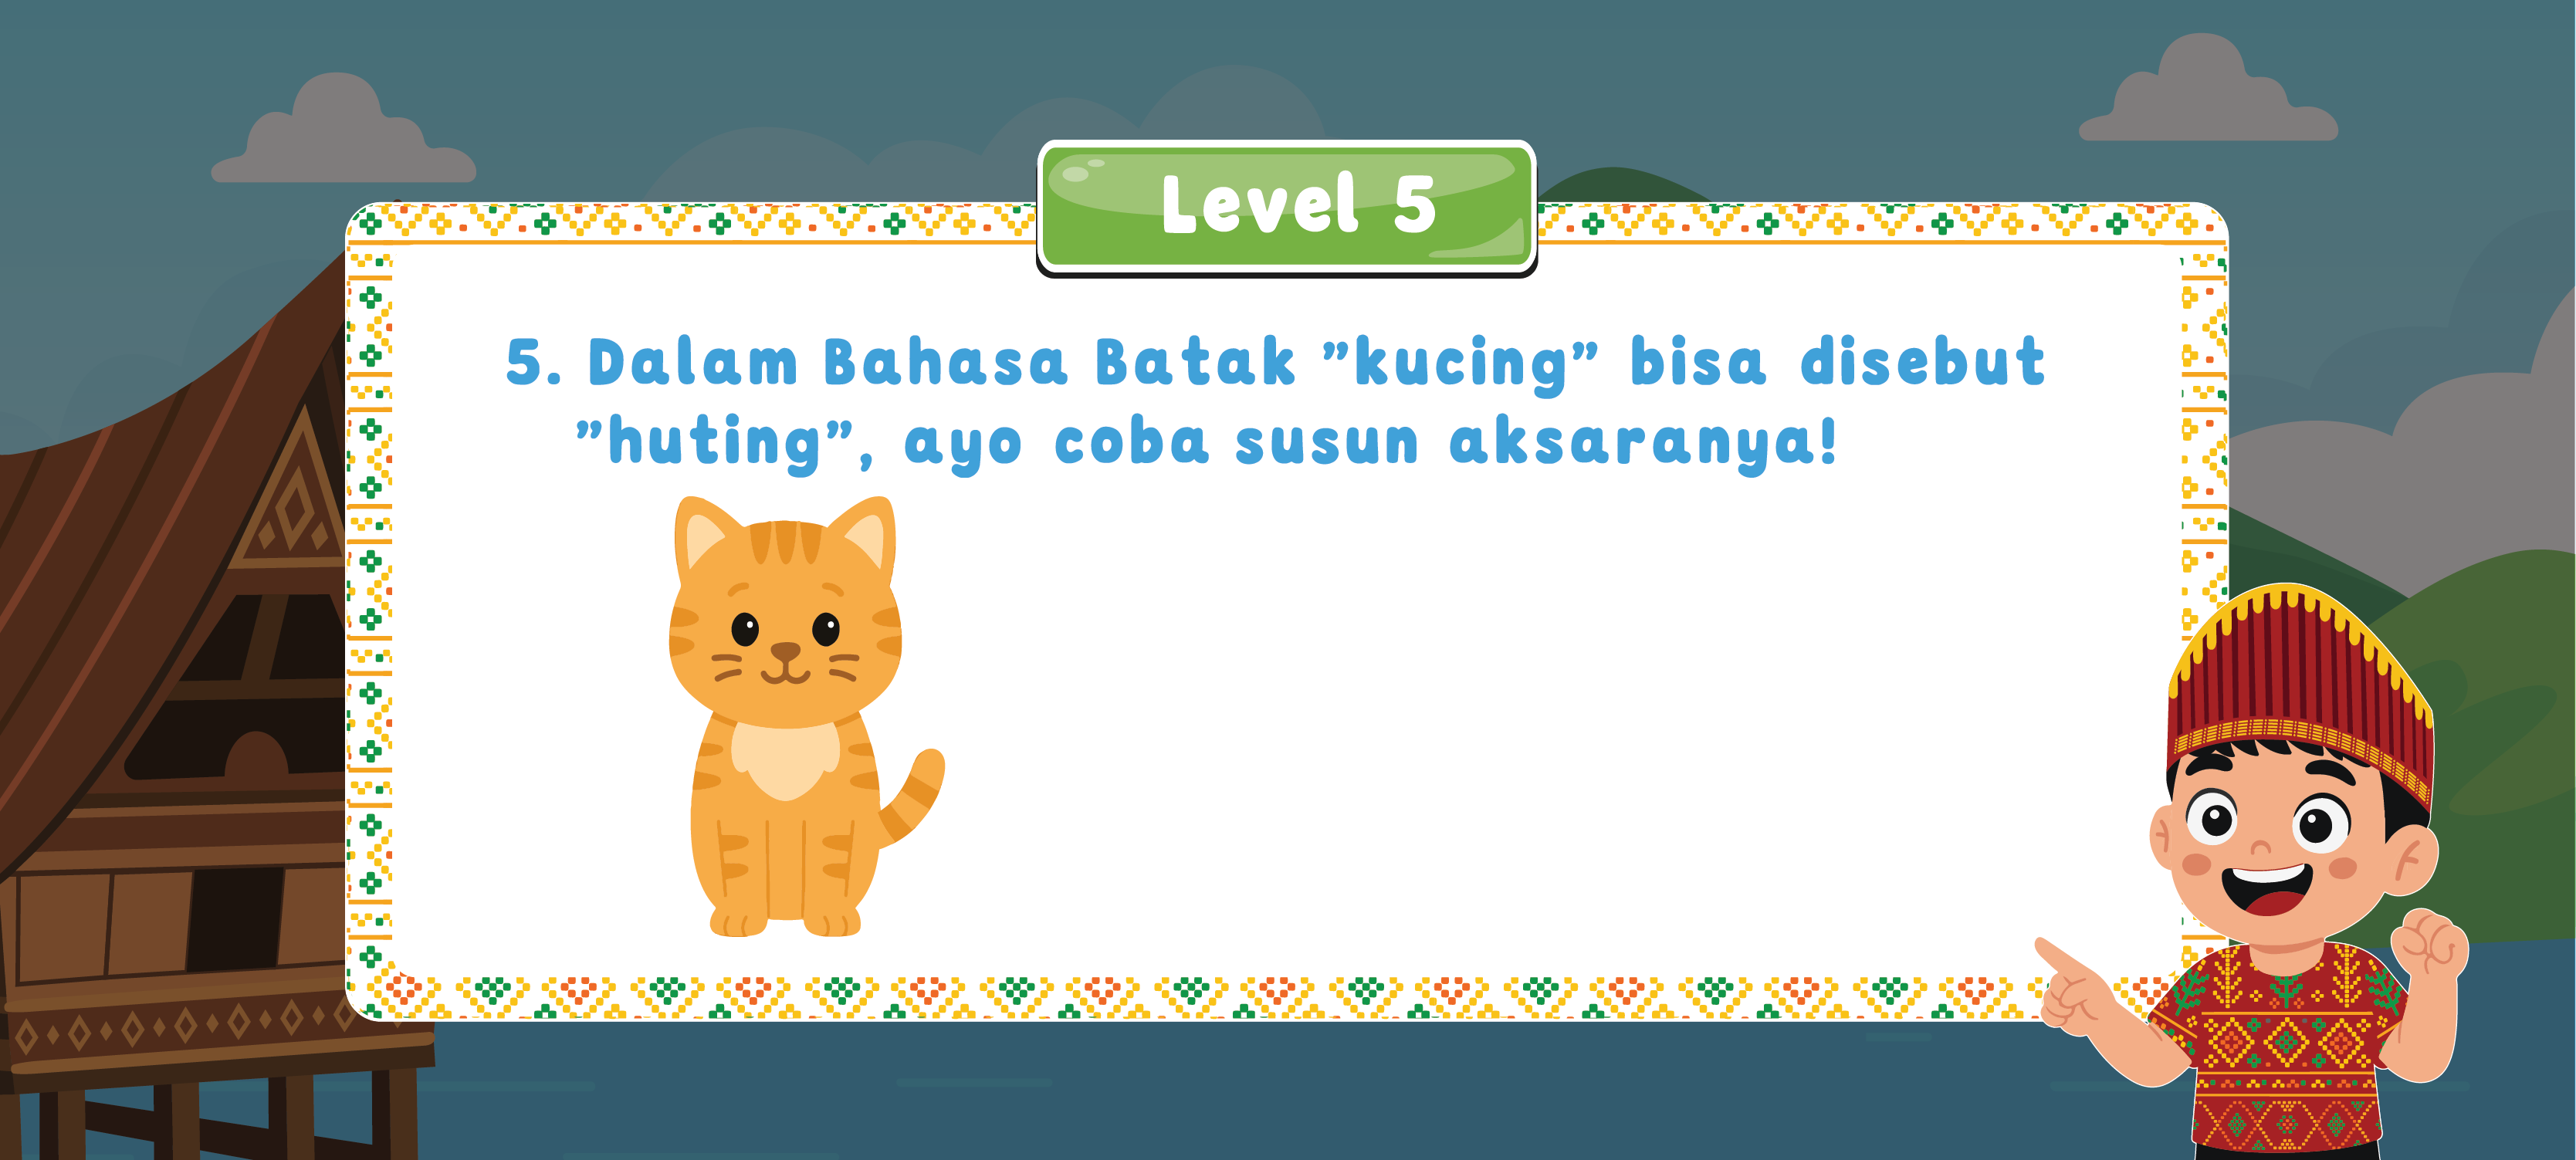 Level 5
5. Dalam Bahasa Batak ”kucing” bisa disebut
”huting”, ayo coba susun aksaranya!